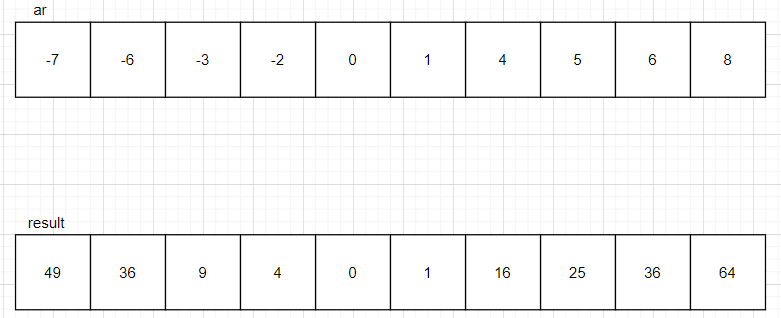 ar
-7 -6 -3 -2 0 1 4 5 6 8
result
49 36 9 4 0 1 16 25 36 64